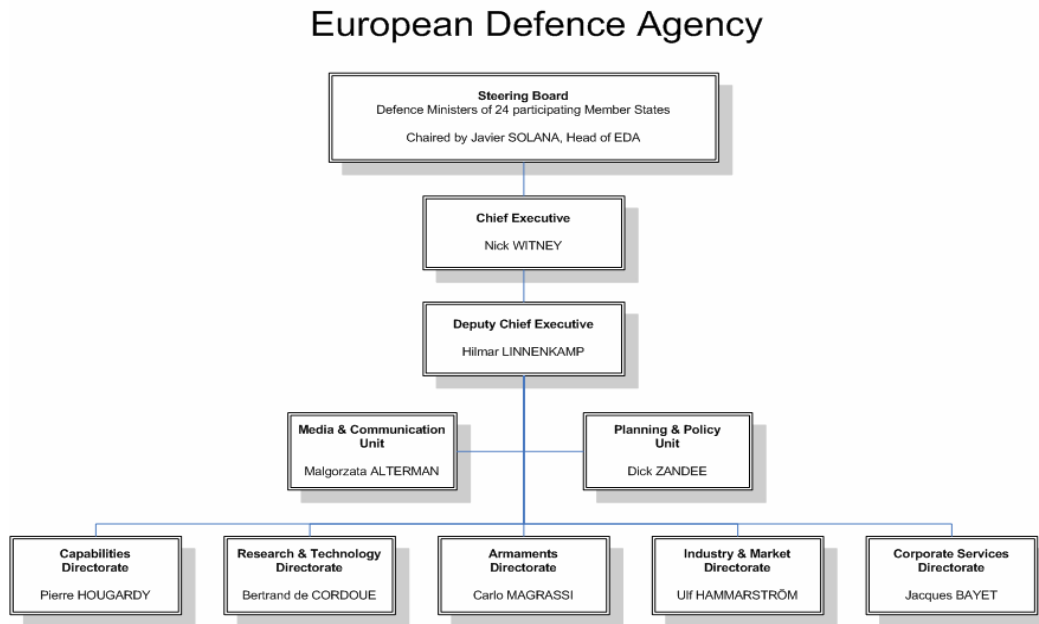 European Defence Agency
Steering Board
Defence Ministers of 24 participating Member States
Chaired by Javier SOLANA, Head of EDA
Chief Executive
Nick WITNEY
Deputy Chief Executive
Hilmar LINNENKAMP
Media & Communication
Unit
Malgorzata ALTERMAN
Planning & Policy
Unit
Dick ZANDEE
Capabilities
Directorate
Pierre HOUGARDY
Research & Technology
Directorate
Bertrand de CORDOUE
Armaments
Directorate
Carlo MAGRASSI
Industry & Market
Directorate
Ulf HAMMARSTRÖM
Corporate Services
Directorate
Jacques BAYET